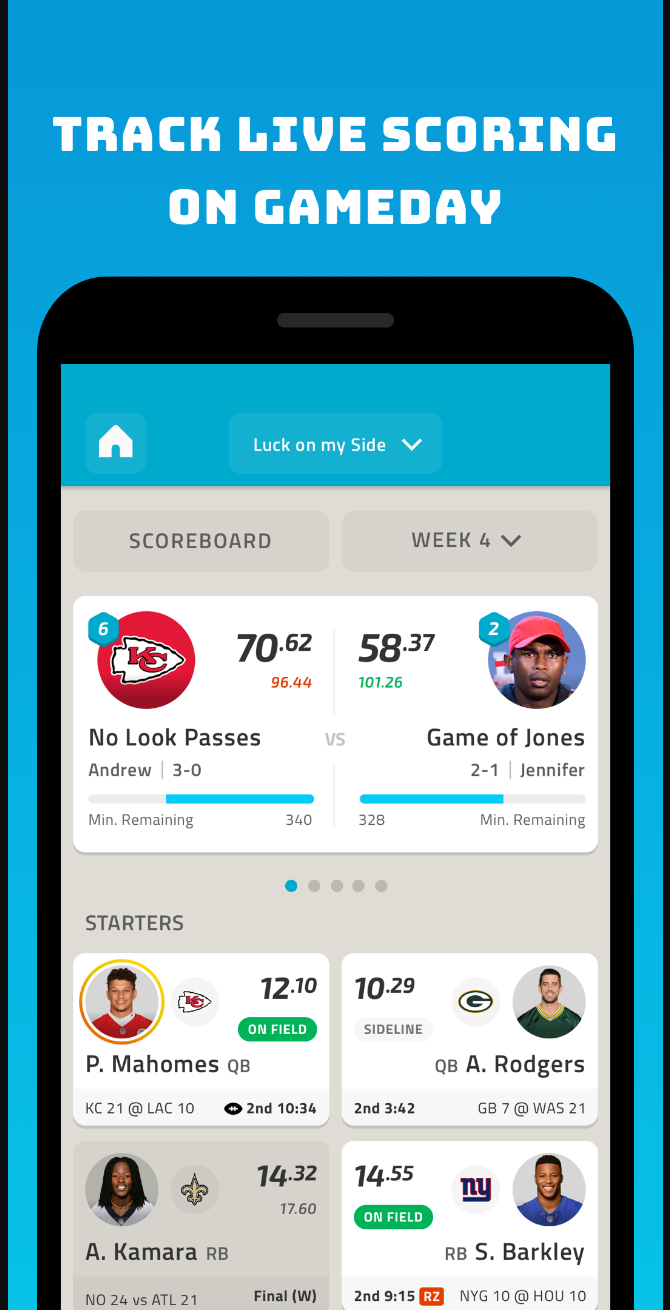 TRACK LIVE SCORING
ON GAMEDAY
Luck on my Side
SCOREBOARD
WEEK 4
6
70.62
58.37
2
96.44
101.26
KC
No Look Passes
VS
Game of Jones
Andrew | 3-0
2-1 | Jennifer
Min. Remaining
340
328
Min. Remaining
STARTERS
KC
12.10
ON FIELD
P. Mahomes QB
KC 21 @ LAC 10
2nd 10:34
10.29
SIDELINE
G
QB A. Rodgers
2nd 3:42
GB 7 @ WAS 21
14.32
17.60
A. Kamara RB
NO 24 vs ATL 21
Final (W)
14.55
ON FIELD
ny
RB S. Barkley
2nd 9:15 RZ
NYG 10 @ HOU 10